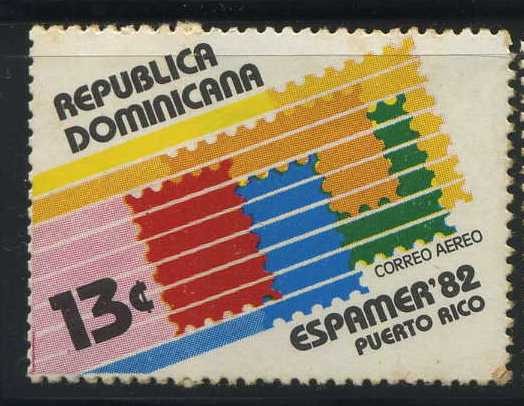 REPUBLICA
DOMINICANA
13¢
CORREO AEREO
ESPAMER'82
PUERTO RICO